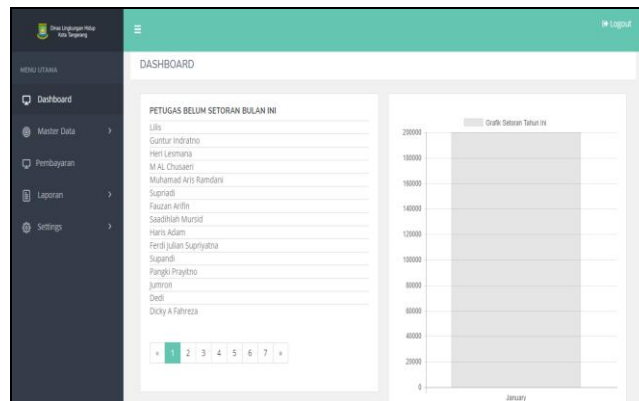 Dinas Lingkungan Hidup
Kota Tangerang
Logout
MENU UTAMA
DASHBOARD
Dashboard
Master Data
Pembayaran
Laporan
Settings
PETUGAS BELUM SETORAN BULAN INI
Lilis
Guntur Indratno
Heri Lesmana
M AL Chusaeri
Muhamad Aris Ramdani
Supriadi
Fauzan Arifin
Saadihlah Mursid
Haris Adam
Ferdi Julian Supriyatna
Supandi
Pangki Prayitno
Jumron
Dedi
Dicky A Fahreza
« 1 2 3 4 5 6 7 »
Grafik Setoran Tahun Ini
200000
180000
160000
140000
120000
100000
80000
60000
40000
20000
0
January